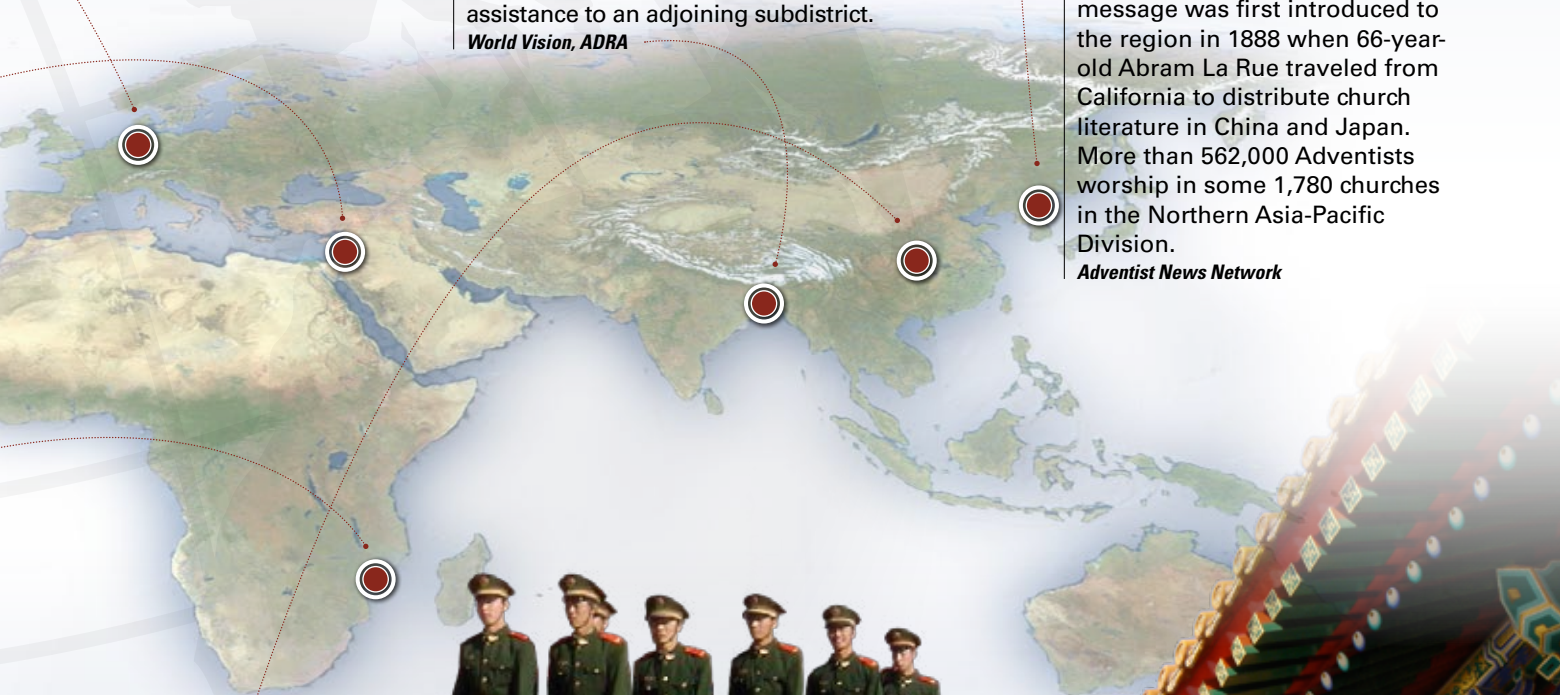 assistance to an adjoining subdistrict.
World Vision, ADRA
message was first introduced to
the region in 1888 when 66-year-
old Abram La Rue traveled from
California to distribute church
literature in China and Japan.
More than 562,000 Adventists
worship in some 1,780 churches
in the Northern Asia-Pacific
Division.
Adventist News Network